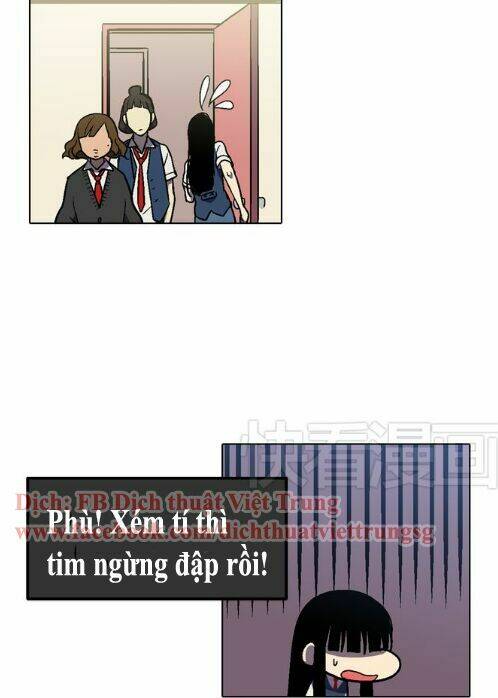 快看漫画
Dịch: FB Dịch thuật Việt Trung
Phù! Xém tí thì
www.facebook.com/dichthuatviettrungsg
tim ngừng đập rồi!